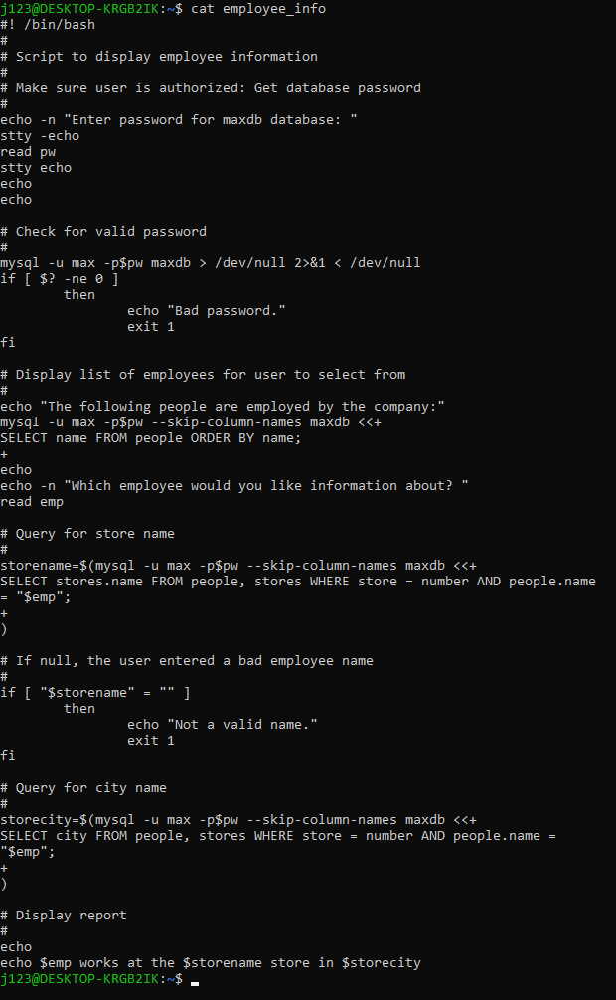 j123@DESKTOP-KRGB2IK:~$ cat employee_info
#! /bin/bash
#
# Script to display employee information
#
# Make sure user is authorized: Get database password
#
echo -n "Enter password for maxdb database: "
stty -echo
read pw
stty echo
echo
echo

# Check for valid password
#
mysql -u max -p$pw maxdb > /dev/null 2>&1 < /dev/null
if [ $? -ne 0 ]
        then
                echo "Bad password."
                exit 1
fi

# Display list of employees for user to select from
#
echo "The following people are employed by the company:"
mysql -u max -p$pw --skip-column-names maxdb <<+
SELECT name FROM people ORDER BY name;
+
echo
echo -n "Which employee would you like information about? "
read emp

# Query for store name
#
storename=$(mysql -u max -p$pw --skip-column-names maxdb <<+
SELECT stores.name FROM people, stores WHERE store = number AND people.name
= "$emp";
+
)

# If null, the user entered a bad employee name
#
if [ "$storename" = "" ]
        then
                echo "Not a valid name."
                exit 1
fi

# Query for city name
#
storecity=$(mysql -u max -p$pw --skip-column-names maxdb <<+
SELECT city FROM people, stores WHERE store = number AND people.name =
"$emp";
+
)

# Display report
#
echo
echo $emp works at the $storename store in $storecity
j123@DESKTOP-KRGB2IK:~$